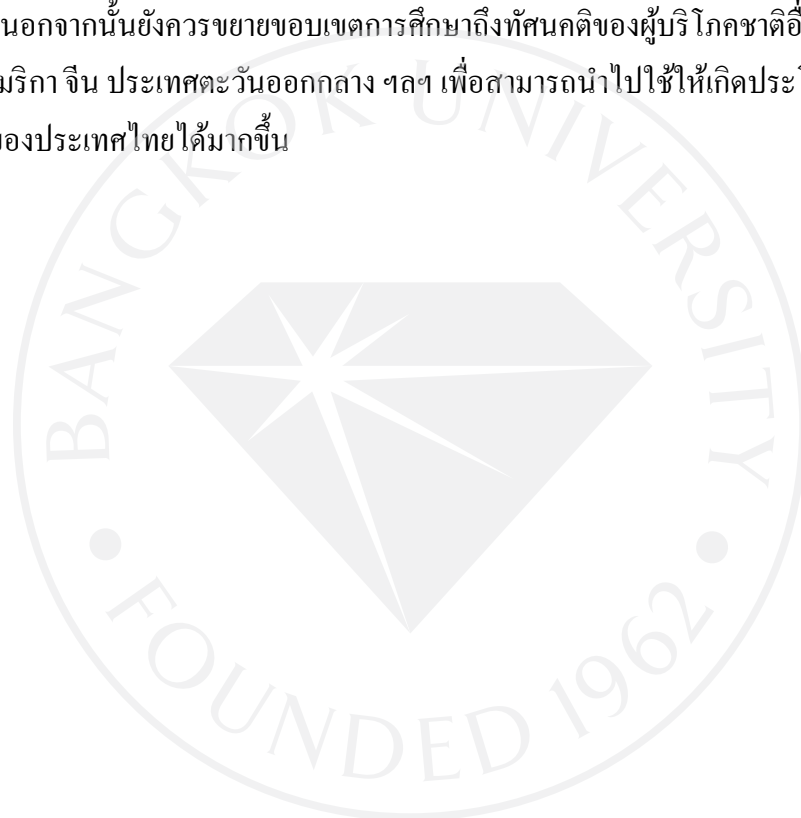 นอกจากนั้นยังควรขยายขอบเขตการศึกษาถึงทัศนคติของผู้บริโภคชาติอื่
มริกา จีน ประเทศตะวันออกกลาง ฯลฯ เพื่อสามารถนำไปใช้ให้เกิดประโ
องประเทศไทยได้มากขึ้น
BANGKOK UNIVERSITY
FOUNDED 1962